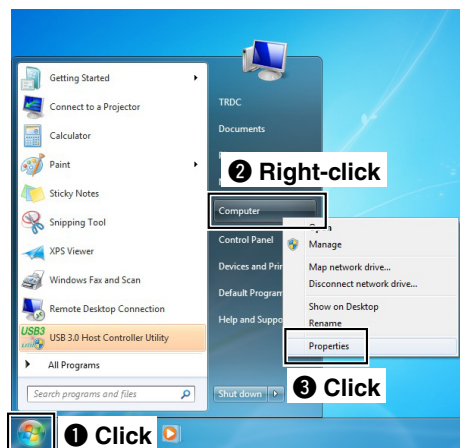 Getting Started
Connect to a Projector
Calculator
Paint
Sticky Notes
Snipping Tool
XPS Viewer
Windows Fax and Scan
Remote Desktop Connection
USB3
USB 3.0 Host Controller Utility
All Programs
Search programs and files
TRDC
Documents
❷ Right-click
Computer
Control Panel
Devices and Prin
Default Program
Help and Suppo
Shut down
Manage
Map network drive...
Disconnect network drive...
Show on Desktop
Rename
Properties
❸ Click
❶ Click